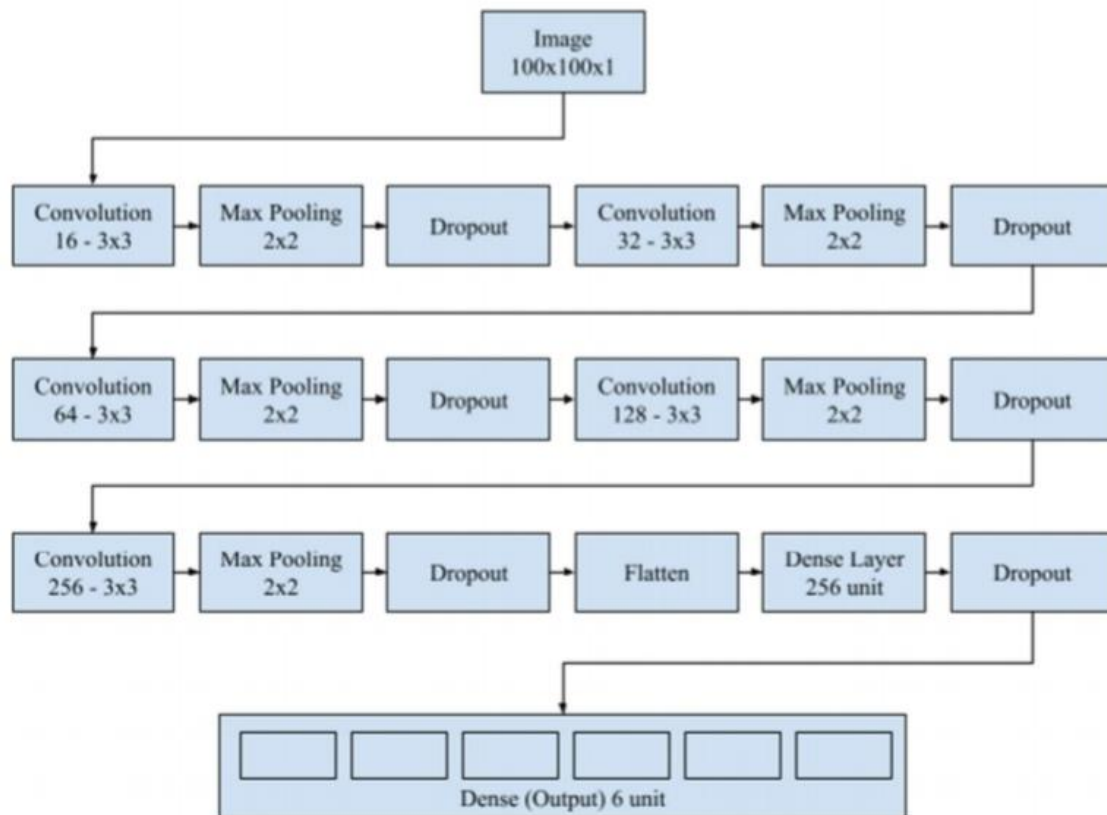 Image
100x100x1
Convolution
16 - 3x3
Max Pooling
2x2
Dropout
Convolution
32 - 3x3
Max Pooling
2x2
Dropout
Convolution
64 - 3x3
Max Pooling
2x2
Dropout
Convolution
128 - 3x3
Max Pooling
2x2
Dropout
Convolution
256 - 3x3
Max Pooling
2x2
Dropout
Flatten
Dense Layer
256 unit
Dropout
Dense (Output) 6 unit